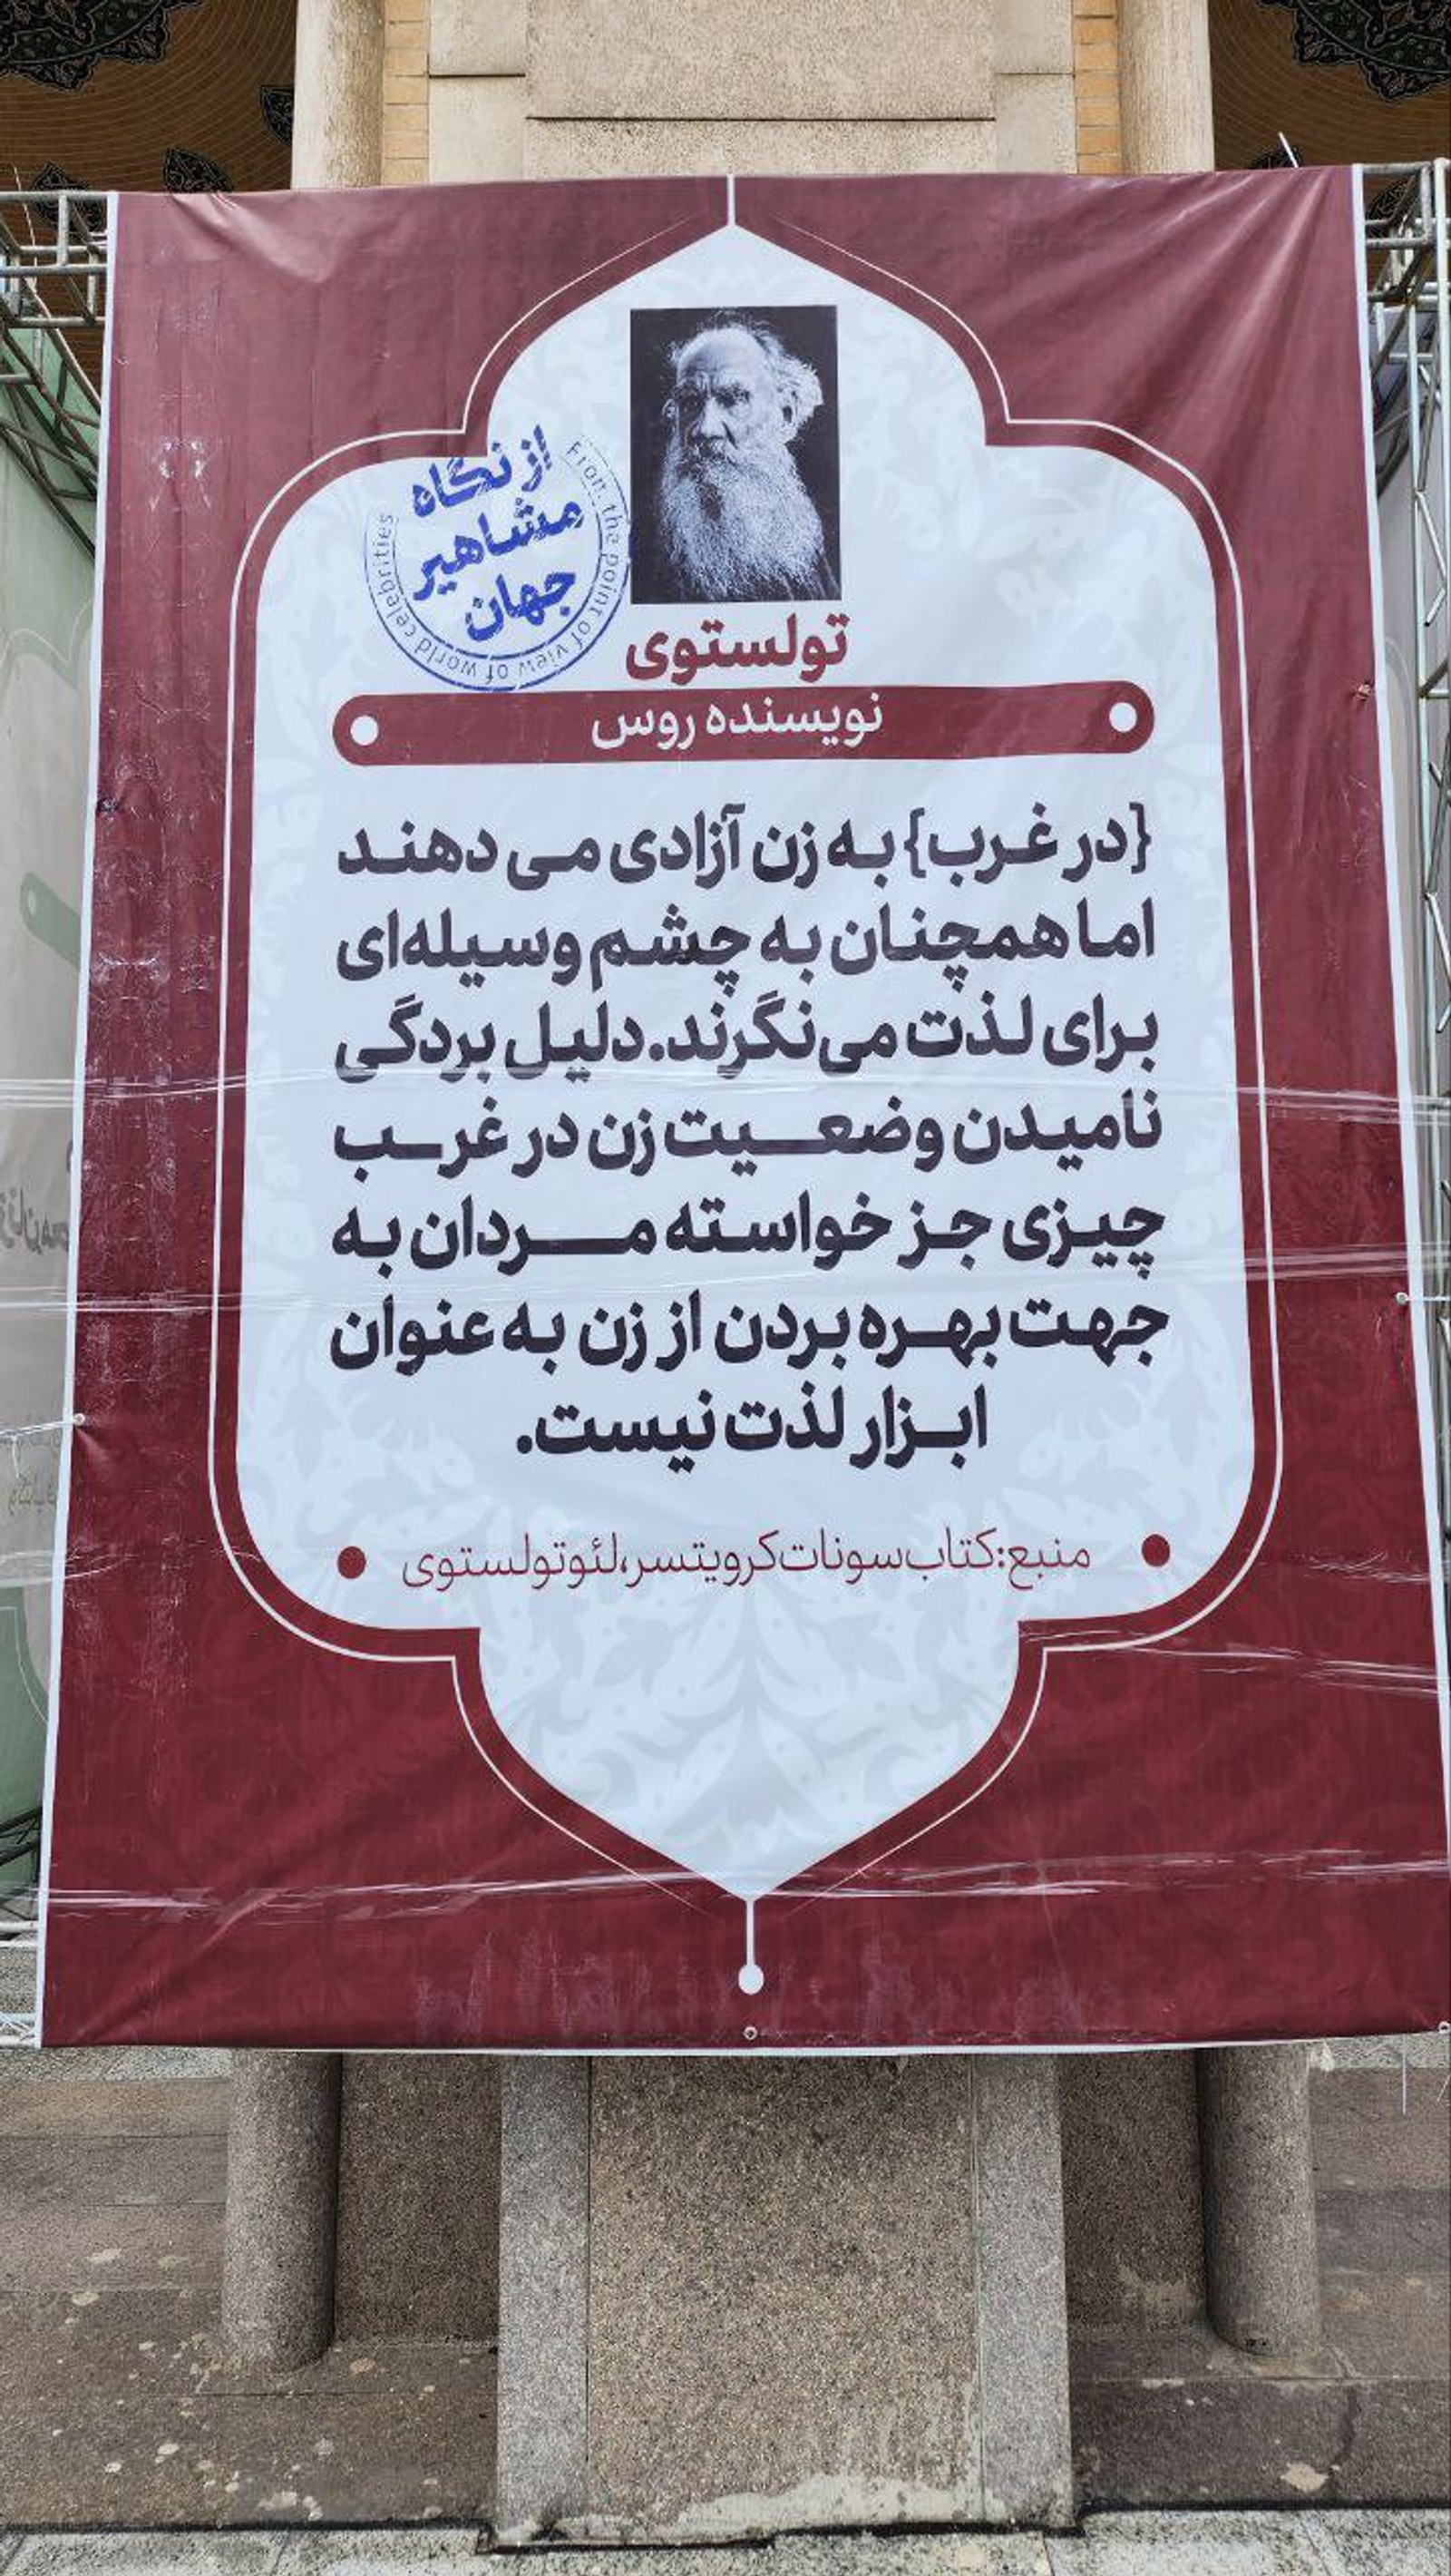 از نگاه
مشاهیر
جهان
From the point of view of world celebrities
تولستوی
نویسنده روس
{در غرب} به زن آزادی می دهند
اما همچنان به چشم وسیله‌ای
برای لذت می‌نگرند. دلیل بردگی
نامیدن وضعیت زن در غرب
چیزی جز خواسته مردان به
جهت بهره بردن از زن به عنوان
ابزار لذت نیست.
منبع: کتاب سونات کرویتسر، لئو تولستوی